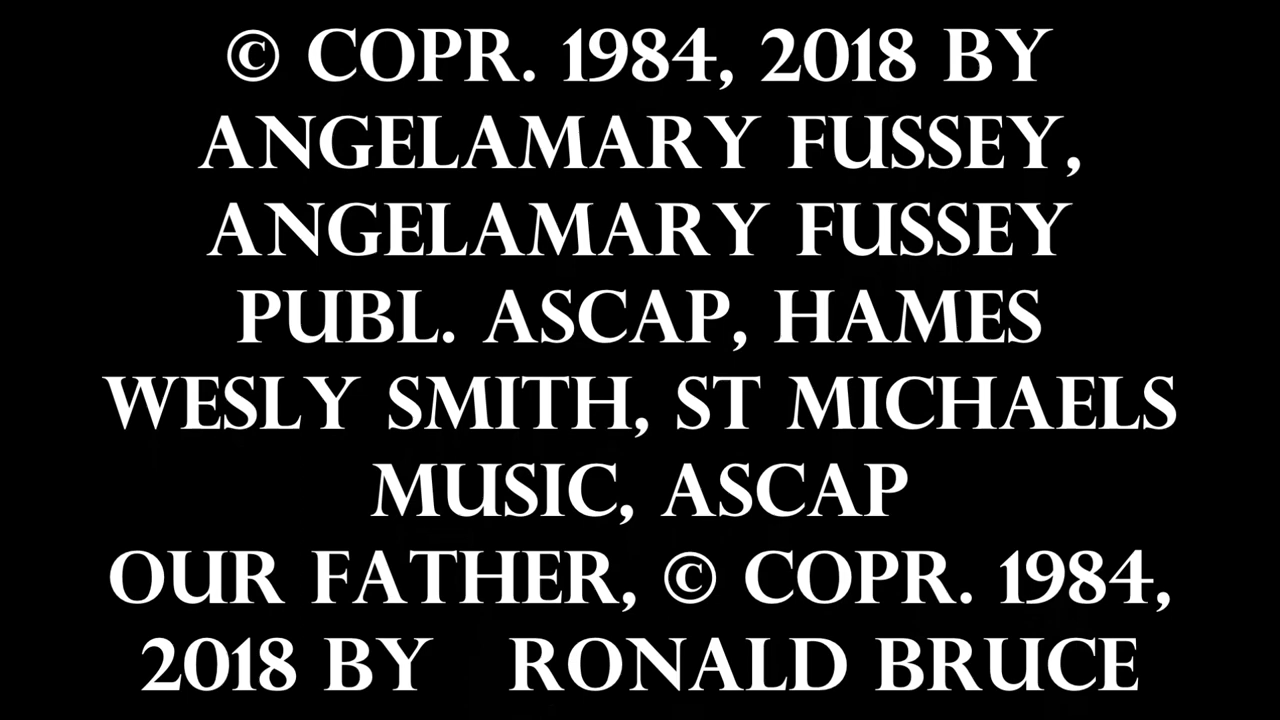 © COPR. 1984, 2018 BY
ANGELAMARY FUSSEY,
ANGELAMARY FUSSEY
PUBL. ASCAP, HAMES
WESLY SMITH, ST MICHAELS
MUSIC, ASCAP
OUR FATHER, © COPR. 1984,
2018 BY RONALD BRUCE